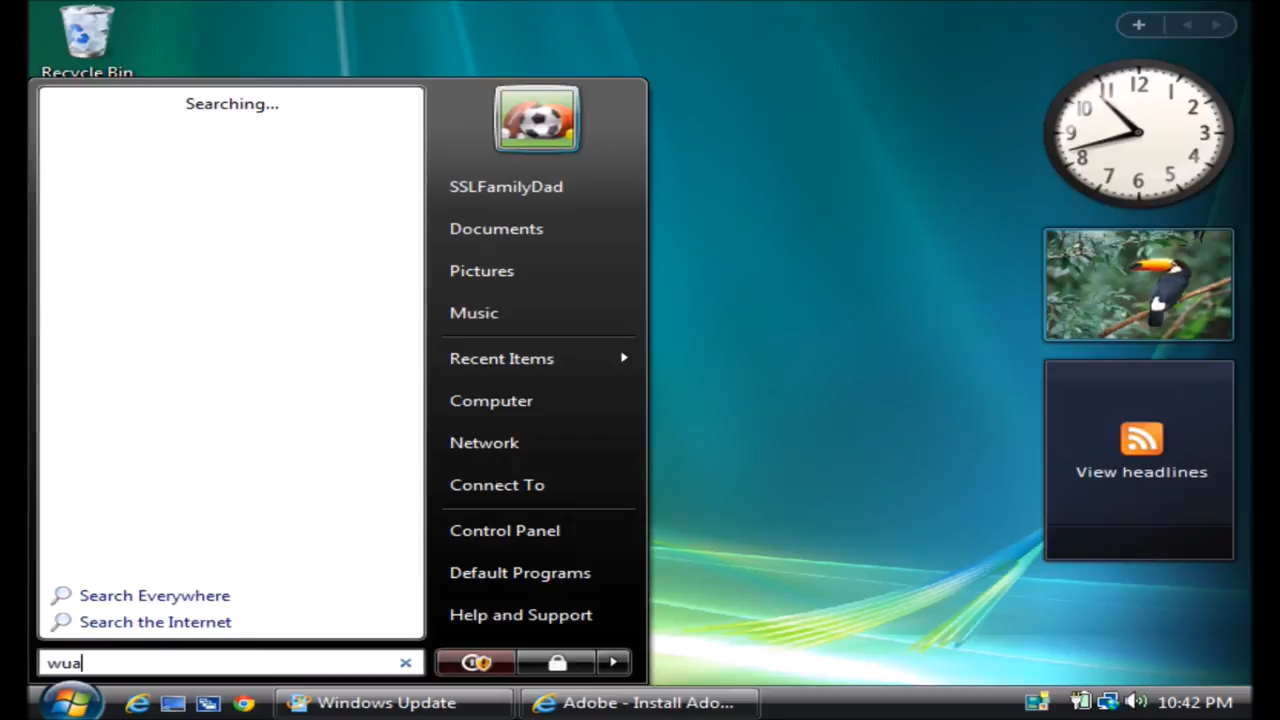 Recycle Bin
Searching...
Search Everywhere
Search the Internet
wua
SSLFamilyDad
Documents
Pictures
Music
Recent Items
Computer
Network
Connect To
Control Panel
Default Programs
Help and Support
12
1
2
3
4
5
6
7
8
9
10
11
View headlines
Windows Update
Adobe - Install Ado...
10:42 PM